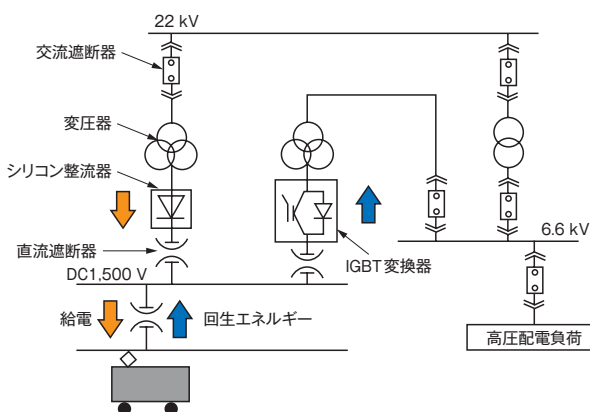 22 kV
交流遮断器
変圧器
シリコン整流器
直流遮断器
DC1,500 V
IGBT変換器
6.6 kV
給電
回生エネルギー
高圧配電負荷